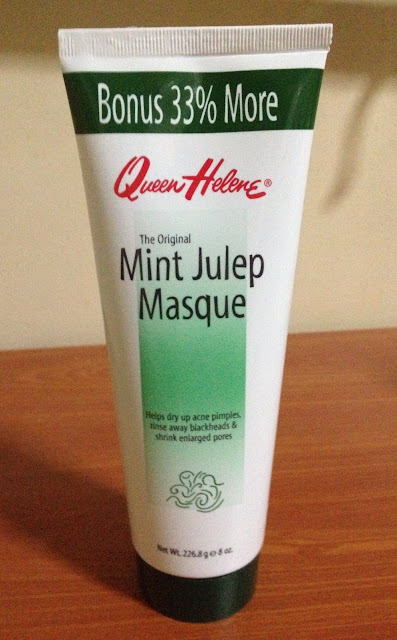 Bonus 33% More
Queen Helene®
The Original
Mint Julep
Masque
Helps dry up acne pimples,
rinse away blackheads &
shrink enlarged pores
Net Wt. 226.8 g e 8 oz.